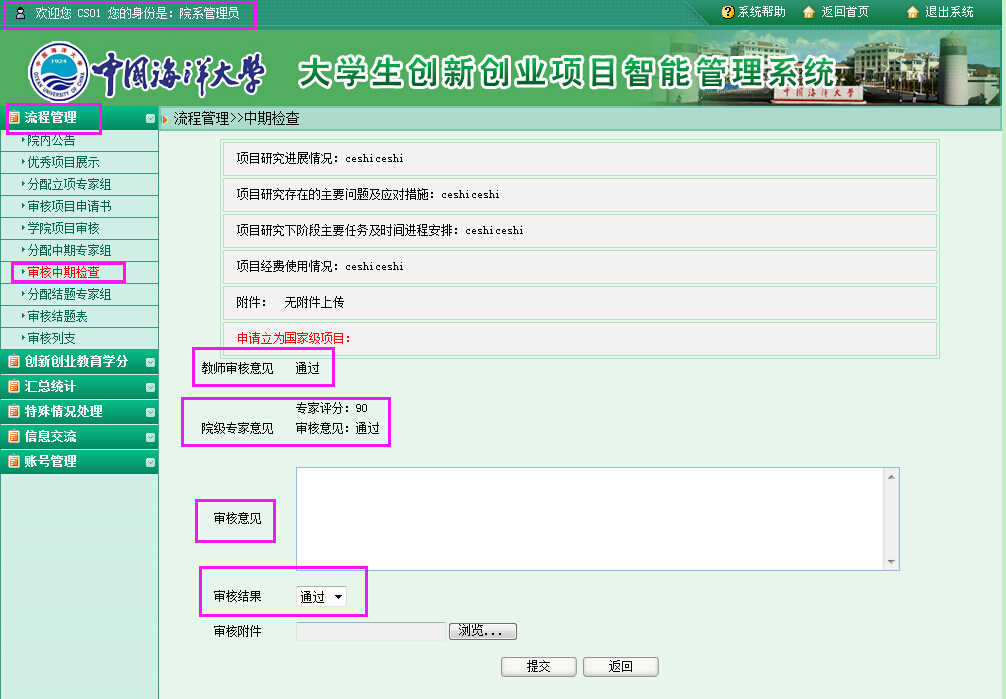 欢迎您 CS01 您的身份是：院系管理员
系统帮助
返回首页
退出系统
1924
OCEAN UNIVERSITY OF CHINA
中国海洋大学
大学生创新创业项目智能管理系统
中国海洋大学
流程管理
院内公告
优秀项目展示
分配立项专家组
审核项目申请书
学院项目审核
分配中期专家组
审核中期检查
分配结题专家组
审核结题表
审核列支
创新创业教育学分
汇总统计
特殊情况处理
信息交流
账号管理
流程管理>>中期检查
项目研究进展情况：ceshiceshi
项目研究存在的主要问题及应对措施：ceshiceshi
项目研究下阶段主要任务及时间进程安排：ceshiceshi
项目经费使用情况：ceshiceshi
附件： 无附件上传
申请立为国家级项目：
教师审核意见 通过
专家评分：90
院级专家意见 审核意见：通过
审核意见
审核结果 通过
审核附件 浏览...
提交 返回